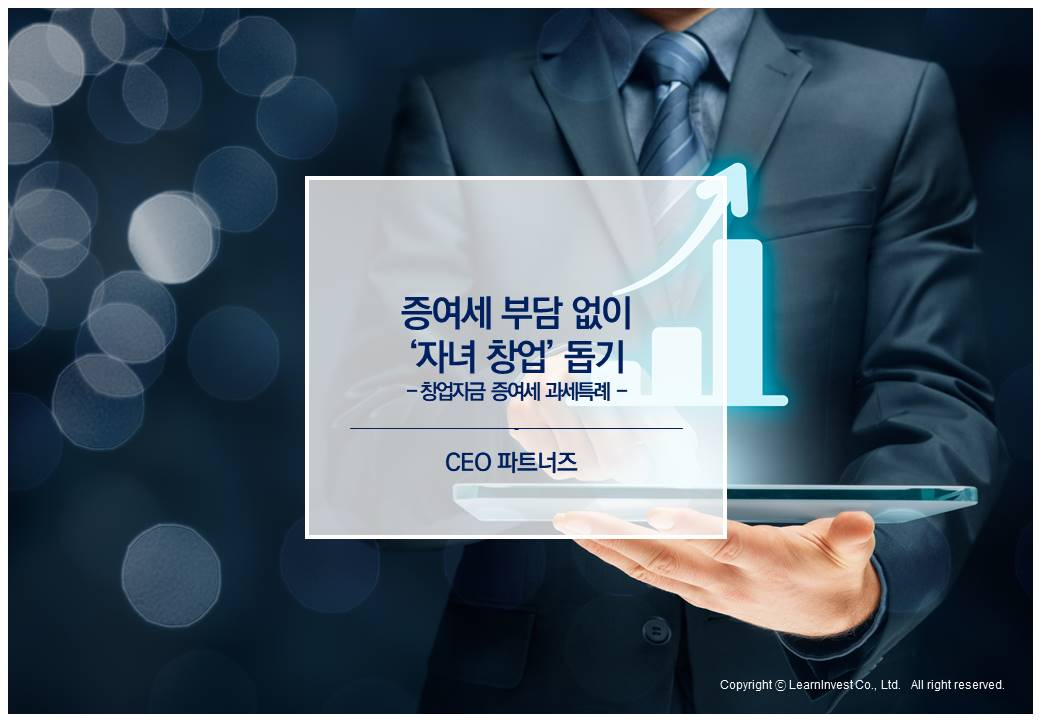 증여세 부담 없이
‘자녀 창업’ 돕기
– 창업자금 증여세 과세특례 –
CEO 파트너즈
Copyright ⓒ LearnInvest Co., Ltd. All right reserved.